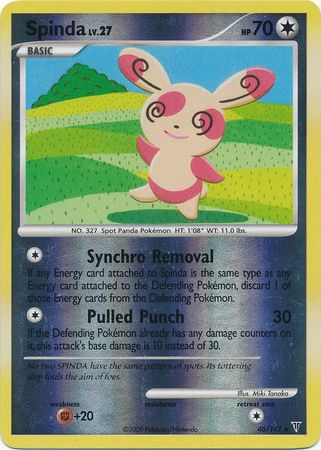 Spinda LV.27 HP 70
BASIC
NO. 327 Spot Panda Pokémon HT: 1'08" WT: 11.0 lbs.
Synchro Removal
If any Energy card attached to Spinda is the same type as any
Energy card attached to the Defending Pokémon, discard 1
of those Energy cards from the Defending Pokémon.
Pulled Punch 30
If the Defending Pokémon already has any damage counters on
it, this attack's base damage is 10 instead of 30.
No two SPINDA have the same pattern of spots. Its tottering
step fouls the aim of foes.
Illus. Miki Tanaka
weakness resistance retreat cost
+20
©2009 Pokémon/Nintendo 46/147